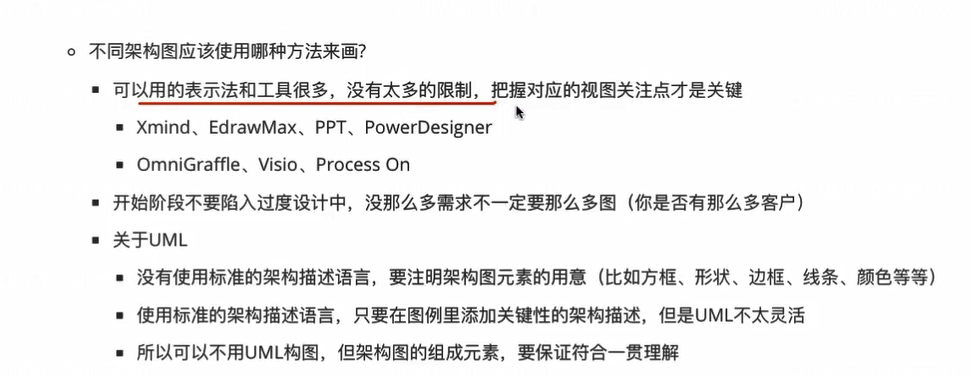 不同架构图应该使用哪种方法来画?
可以用的表示法和工具很多，没有太多的限制，把握对应的视图关注点才是关键
Xmind、EdrawMax、PPT、PowerDesigner
OmniGraffle、Visio、Process On
开始阶段不要陷入过度设计中，没那么多需求不一定要那么多图（你是否有那么多客户）
关于UML
没有使用标准的架构描述语言，要注明架构图元素的用意（比如方框、形状、边框、线条、颜色等等）
使用标准的架构描述语言，只要在图例里添加关键性的架构描述，但是UML不太灵活
所以可以不用UML构图，但架构图的组成元素，要保证符合一贯理解